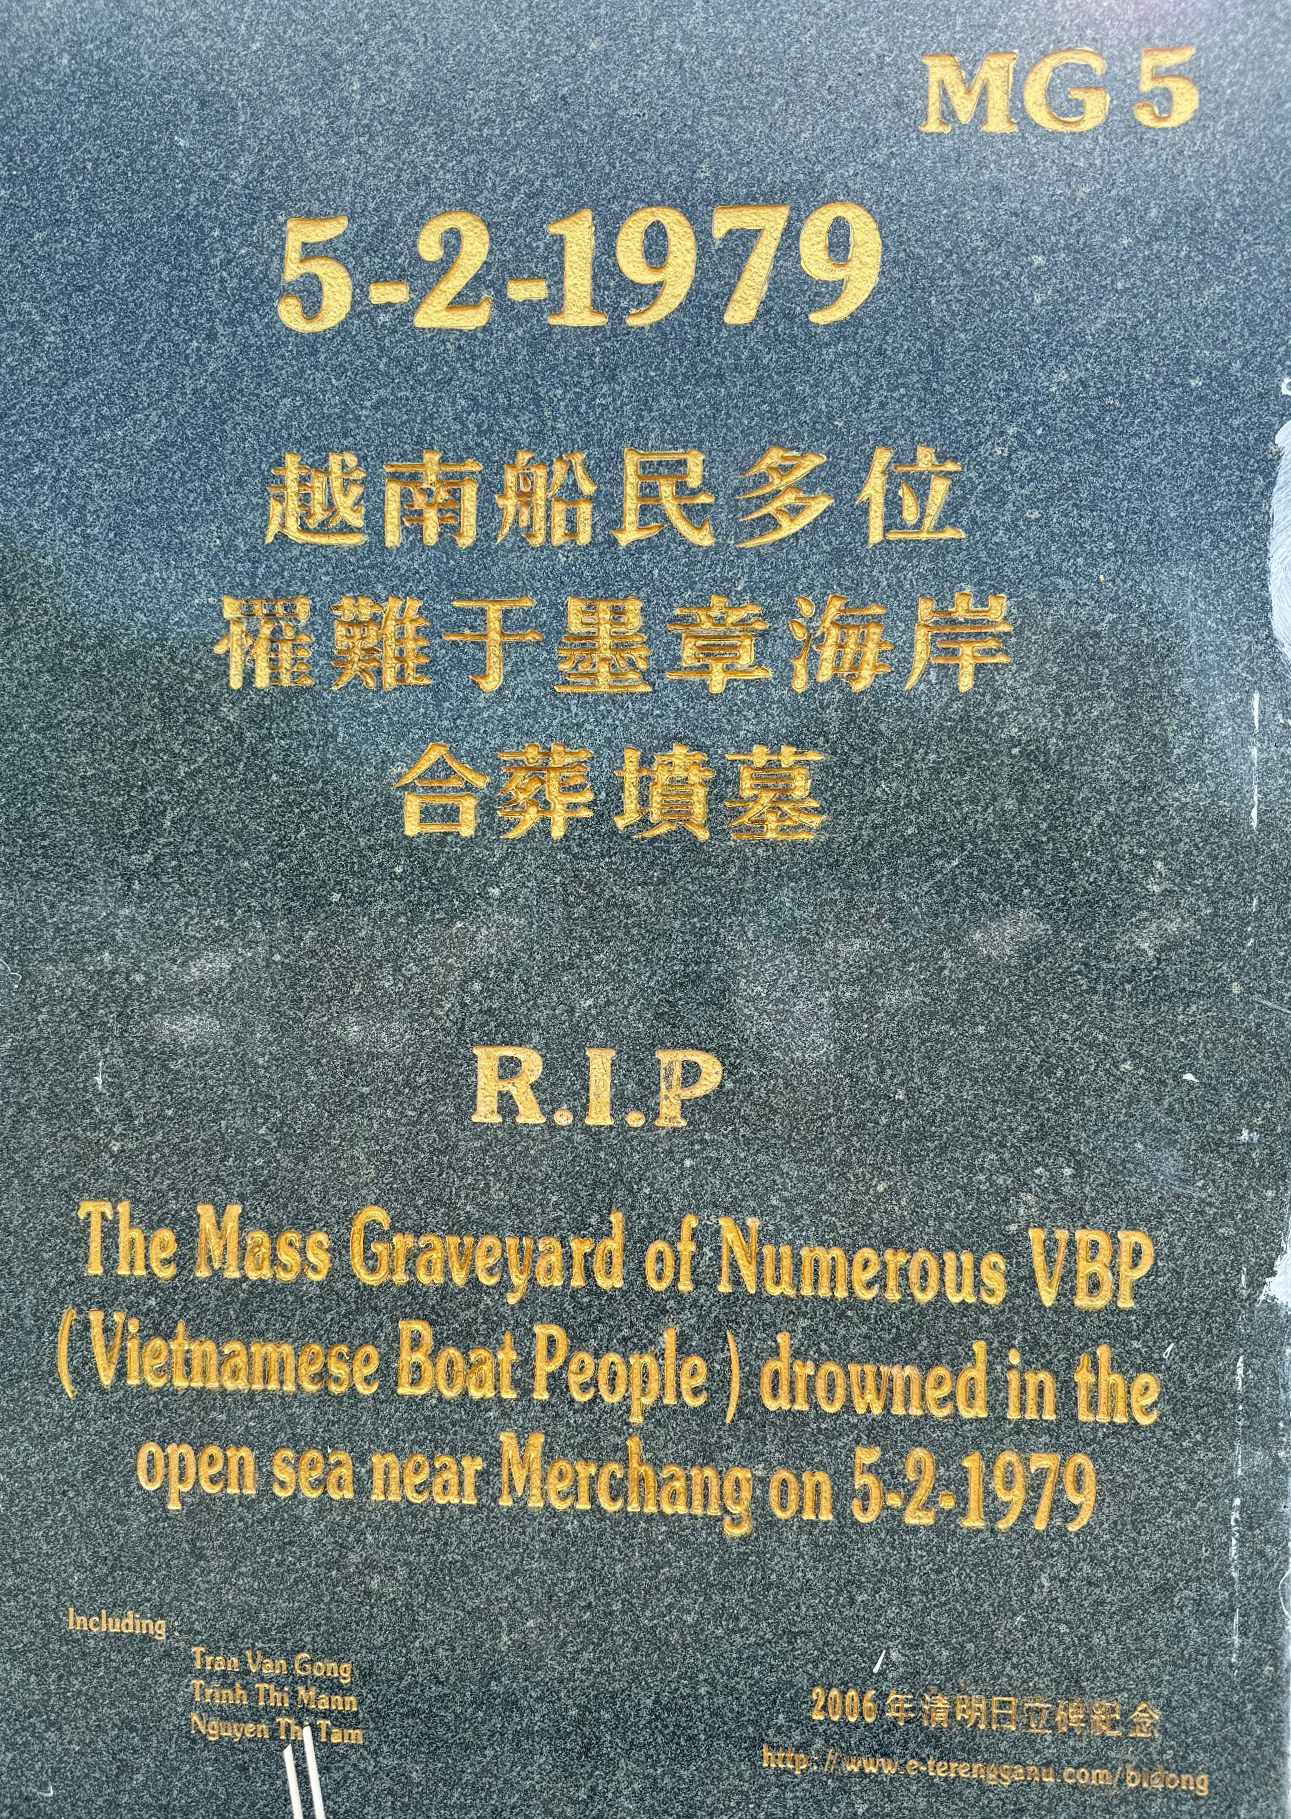 MG 5
5-2-1979
越南船民多位
罹難于墨章海岸
合葬墳墓
R.I.P
The Mass Graveyard of Numerous VBP
( Vietnamese Boat People ) drowned in the
open sea near Merchang on 5-2-1979
Including :
Tran Van Gong
Trinh Thi Mann
Nguyen Thi Tam
2006 年清明日立碑紀念
http : // www.e-terengganu.com/bidong